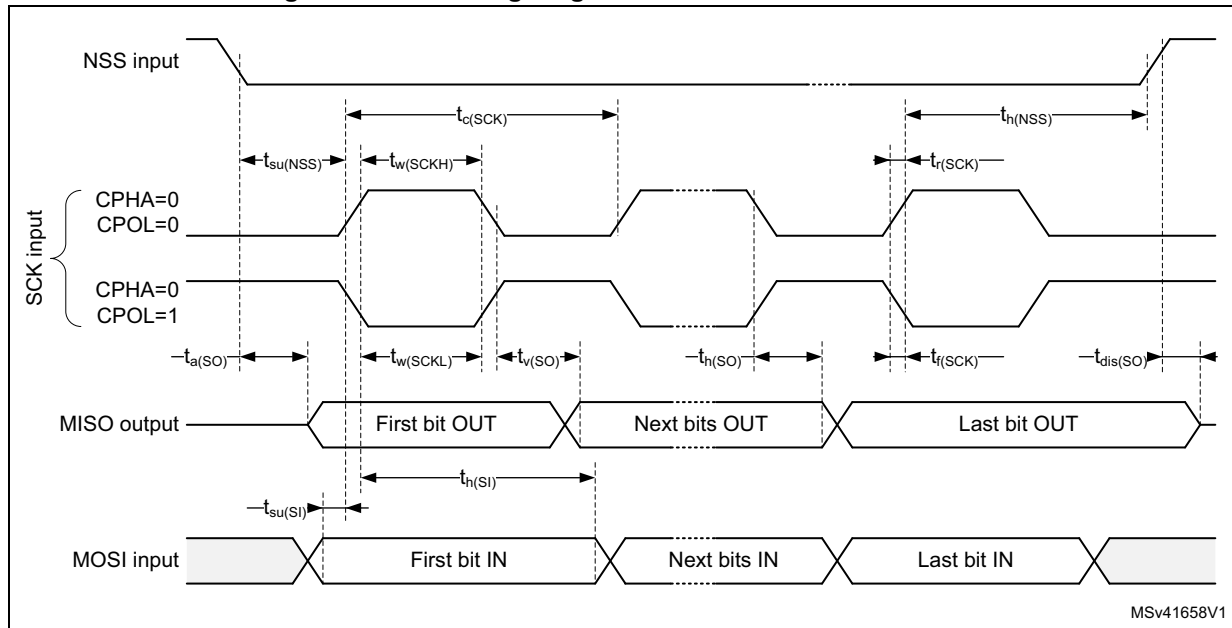 NSS input
tc(SCK)
th(NSS)
tsu(NSS)
tw(SCKH)
tr(SCK)
SCK input
CPHA=0
CPOL=0
CPHA=0
CPOL=1
ta(SO)
tw(SCKL)
tv(SO)
th(SO)
tf(SCK)
tdis(SO)
MISO output
First bit OUT
Next bits OUT
Last bit OUT
th(SI)
tsu(SI)
MOSI input
First bit IN
Next bits IN
Last bit IN
MSv41658V1